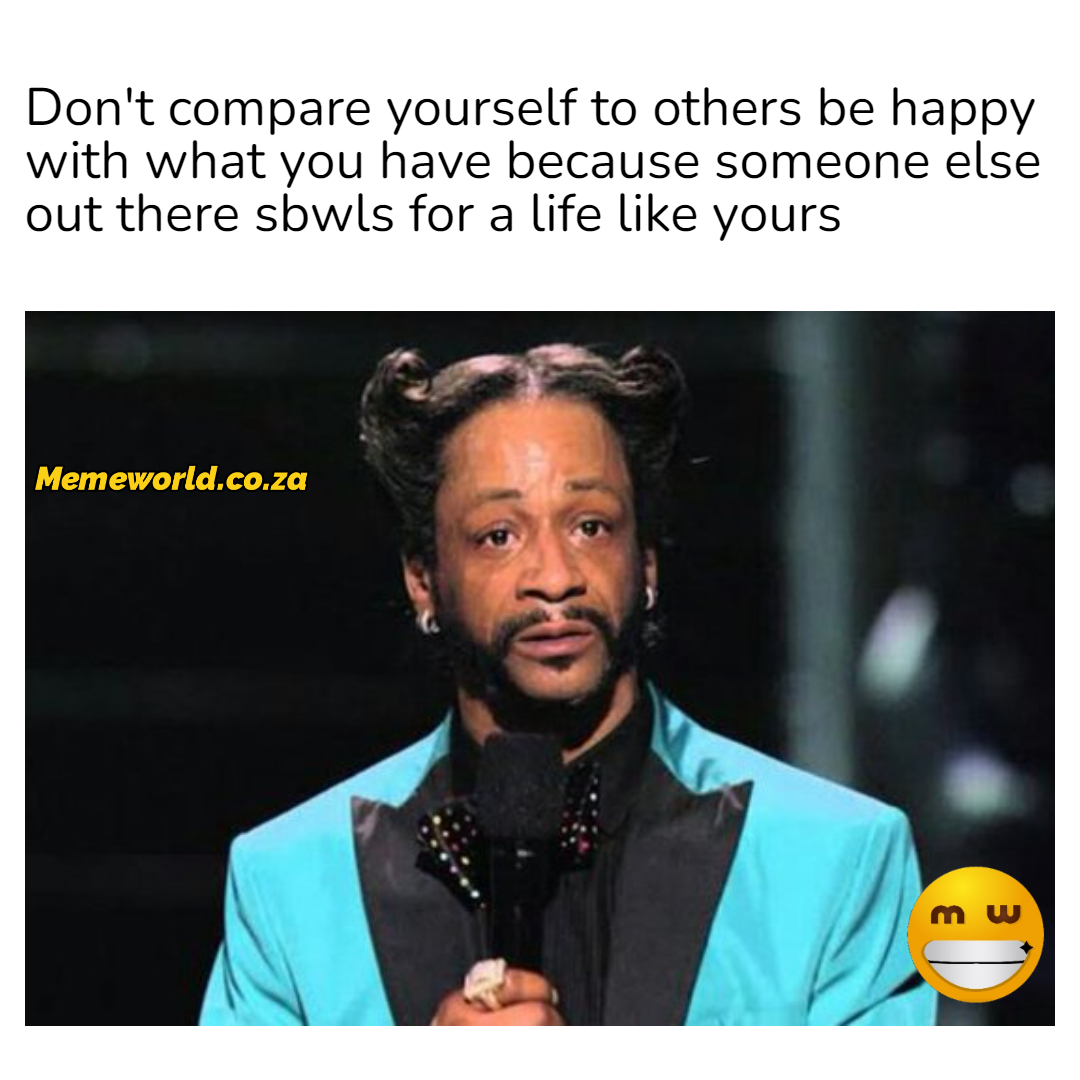 Don't compare yourself to others be happy
with what you have because someone else
out there sbwls for a life like yours
Memeworld.co.za
m w